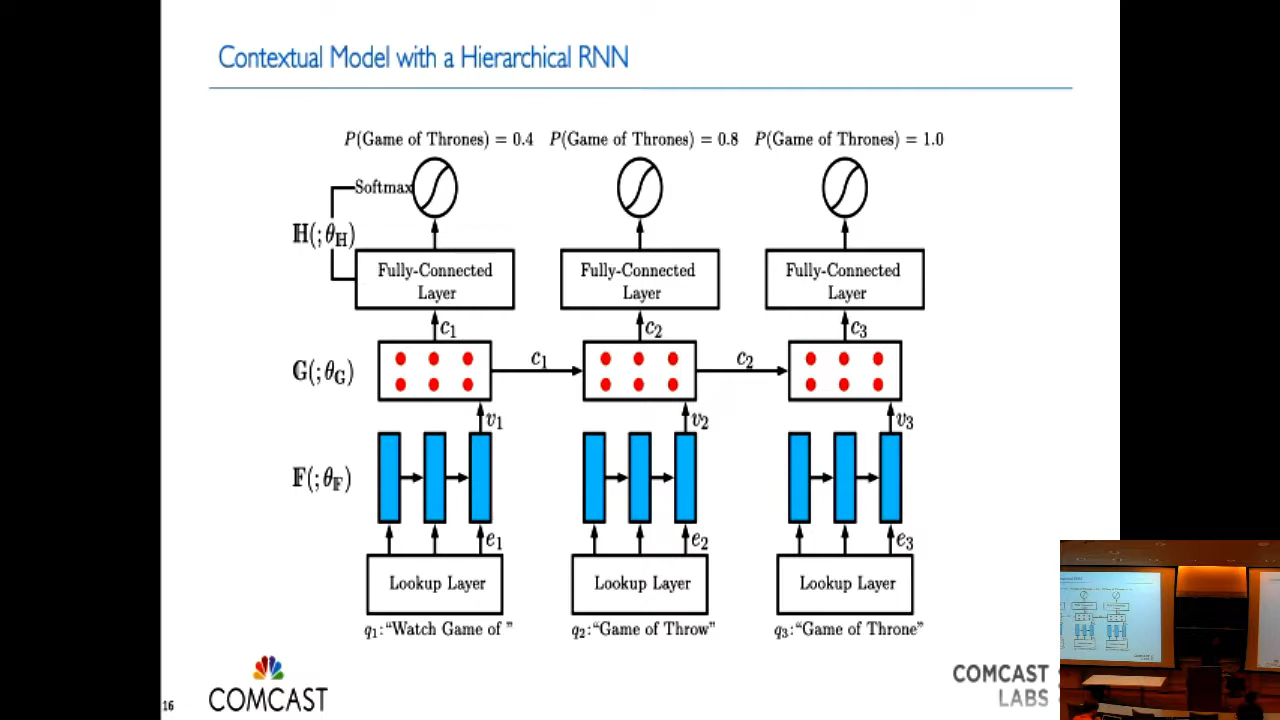 Contextual Model with a Hierarchical RNN
P(Game of Thrones) = 0.4 P(Game of Thrones) = 0.8 P(Game of Thrones) = 1.0
Softmax
ℍ(;θ_ℍ)
Fully-Connected Layer
Fully-Connected Layer
Fully-Connected Layer
c₁
c₂
c₃
𝔾(;θ_𝔾)
c₁
c₂
v₁
v₂
v₃
𝔽(;θ_𝔽)
e₁
e₂
e₃
Lookup Layer
Lookup Layer
Lookup Layer
q₁:“Watch Game of ”
q₂:“Game of Throw”
q₃:“Game of Throne”
16
COMCAST
COMCAST
LABS